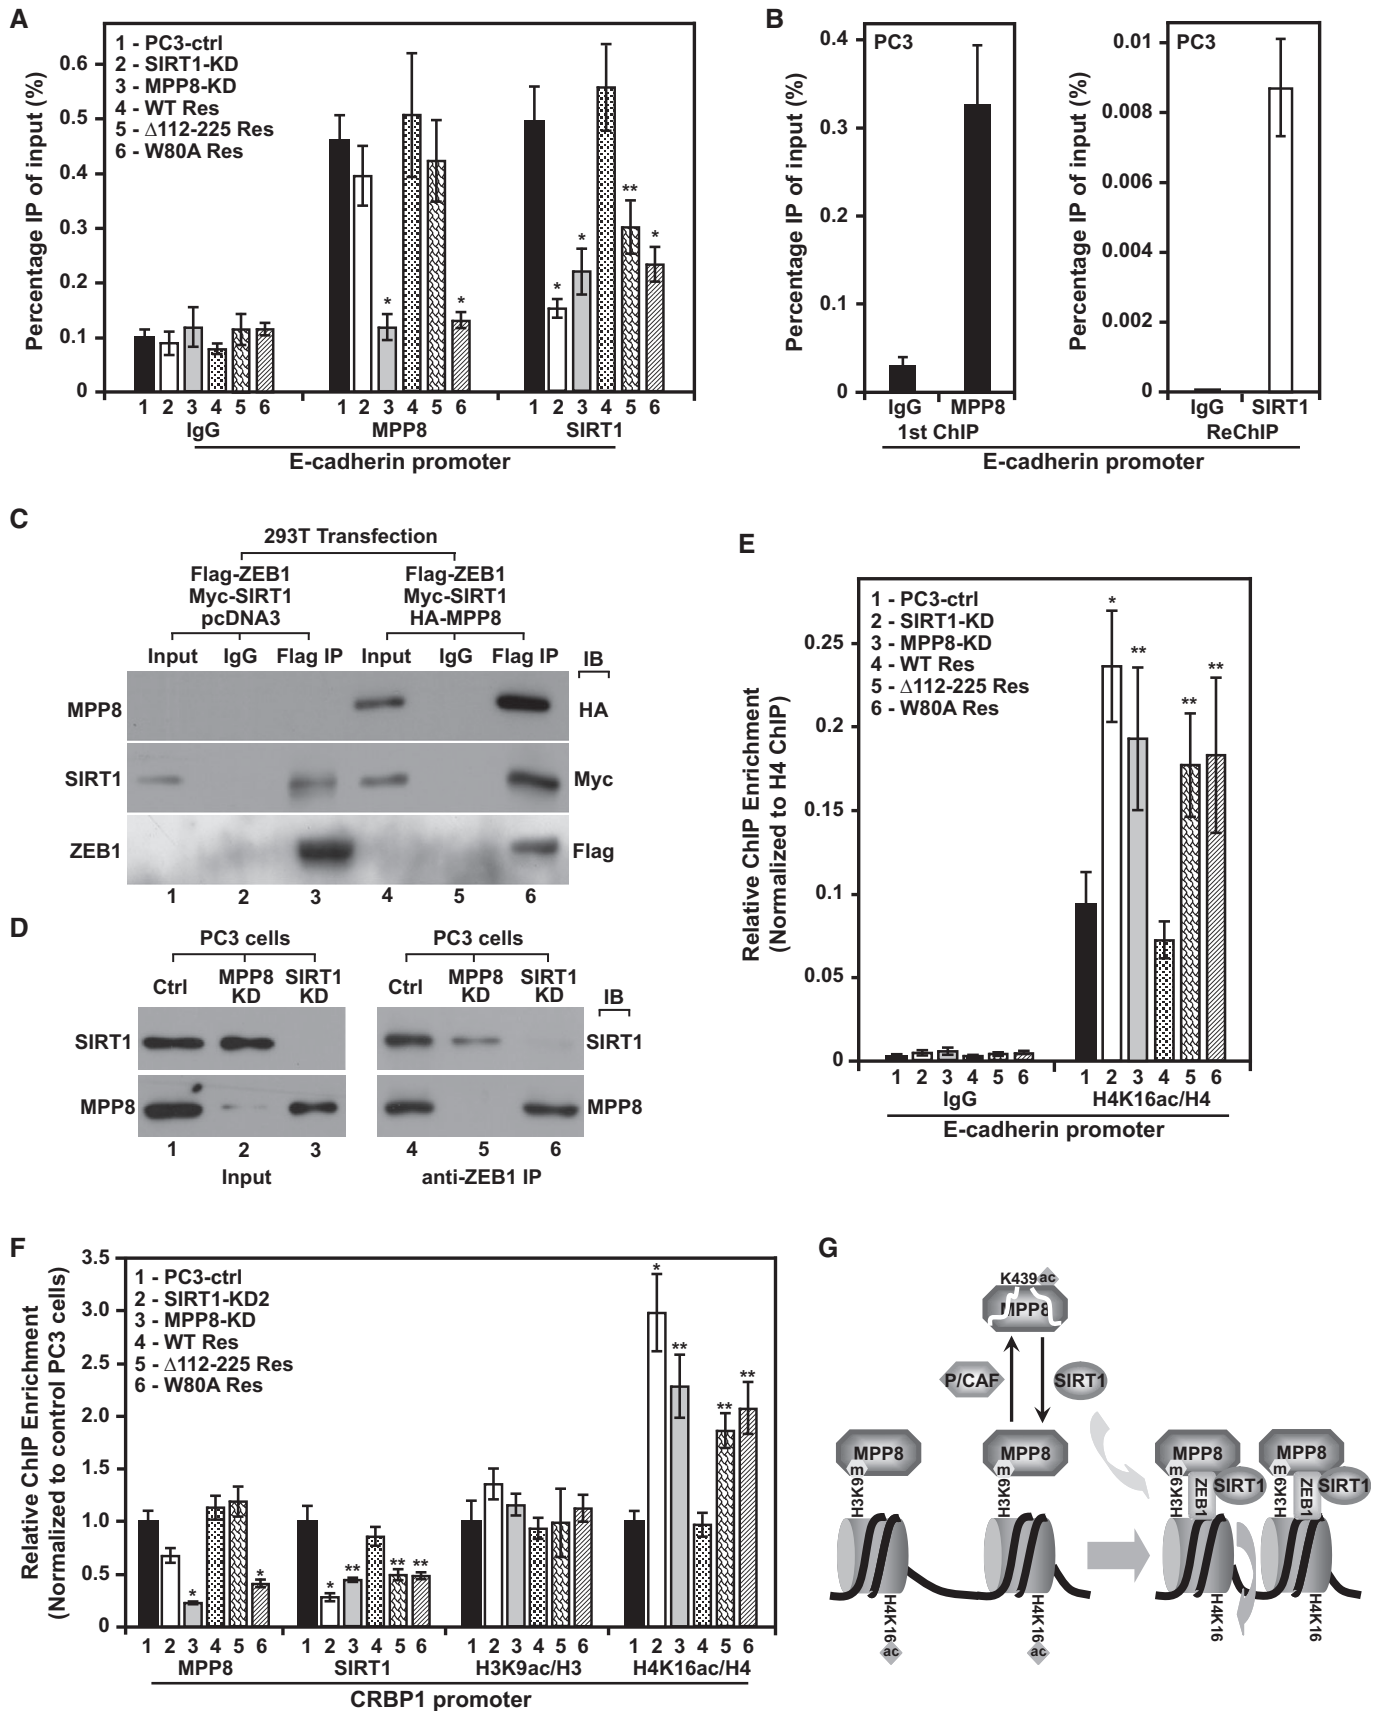 A
1 - PC3-ctrl
2 - SIRT1-KD
3 - MPP8-KD
4 - WT Res
5 - Δ112-225 Res
6 - W80A Res
Percentage IP of input (%)
0.6
0.5
0.4
0.3
0.2
0.1
0
* * * * ** *
1 2 3 4 5 6 1 2 3 4 5 6 1 2 3 4 5 6
IgG MPP8 SIRT1
E-cadherin promoter
B
PC3
Percentage IP of input (%)
0.4
0.3
0.2
0.1
0
IgG MPP8
1st ChIP
PC3
Percentage IP of input (%)
0.01
0.008
0.006
0.004
0.002
0
IgG SIRT1
ReChIP
E-cadherin promoter
C
293T Transfection
Flag-ZEB1 Flag-ZEB1
Myc-SIRT1 Myc-SIRT1
pcDNA3 HA-MPP8
Input IgG Flag IP Input IgG Flag IP IB
MPP8 HA
SIRT1 Myc
ZEB1 Flag
1 2 3 4 5 6
D
PC3 cells PC3 cells
Ctrl MPP8 KD SIRT1 KD Ctrl MPP8 KD SIRT1 KD IB
SIRT1 SIRT1
MPP8 MPP8
1 2 3 4 5 6
Input anti-ZEB1 IP
E
1 - PC3-ctrl
2 - SIRT1-KD
3 - MPP8-KD
4 - WT Res
5 - Δ112-225 Res
6 - W80A Res
Relative ChIP Enrichment
(Normalized to H4 ChIP)
0.25
0.2
0.15
0.1
0.05
0
* ** ** **
1 2 3 4 5 6 1 2 3 4 5 6
IgG H4K16ac/H4
E-cadherin promoter
F
1 - PC3-ctrl
2 - SIRT1-KD2
3 - MPP8-KD
4 - WT Res
5 - Δ112-225 Res
6 - W80A Res
Relative ChIP Enrichment
(Normalized to control PC3 cells)
3.5
3.0
2.5
2.0
1.5
1.0
0.5
0
* * * ** ** ** * ** ** **
1 2 3 4 5 6 1 2 3 4 5 6 1 2 3 4 5 6 1 2 3 4 5 6
MPP8 SIRT1 H3K9ac/H3 H4K16ac/H4
CRBP1 promoter
G
K439 ac
MPP8
P/CAF SIRT1
MPP8 MPP8 MPP8 MPP8
m m m m
H3K9 H3K9 H3K9 ZEB1 SIRT1 H3K9 ZEB1 SIRT1
H4K16 H4K16 H4K16 H4K16
ac ac